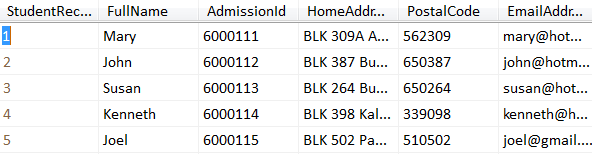 StudentRec... FullName AdmissionId HomeAddr... PostalCode EmailAddr...
1 Mary 6000111 BLK 309A A... 562309 mary@hot...
2 John 6000112 BLK 387 Bu... 650387 john@hotm...
3 Susan 6000113 BLK 264 Bu... 650264 susan@hot...
4 Kenneth 6000114 BLK 398 Kal... 339098 kenneth@h...
5 Joel 6000115 BLK 502 Pa... 510502 joel@gmail....